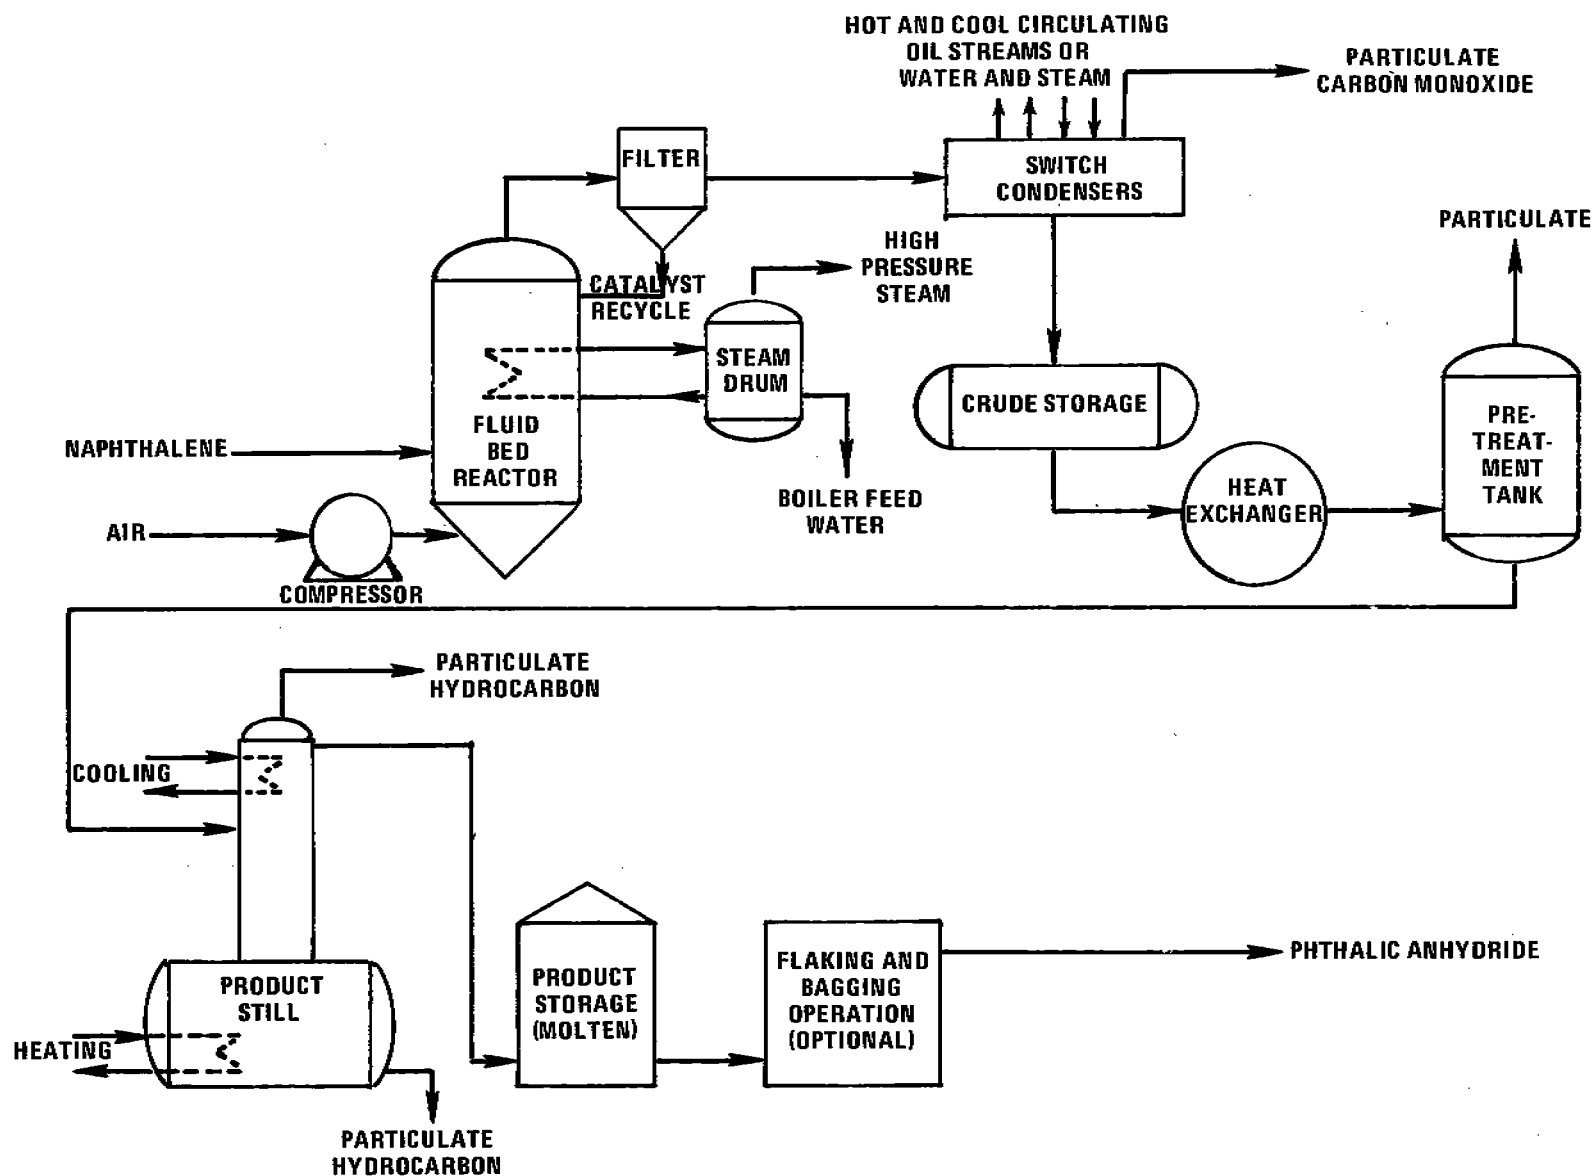 HOT AND COOL CIRCULATING
OIL STREAMS OR
WATER AND STEAM
PARTICULATE
CARBON MONOXIDE
FILTER
SWITCH
CONDENSERS
PARTICULATE
HIGH
PRESSURE
STEAM
CATALYST
RECYCLE
STEAM
DRUM
CRUDE STORAGE
PRE-
TREAT-
MENT
TANK
NAPHTHALENE
FLUID
BED
REACTOR
BOILER FEED
WATER
HEAT
EXCHANGER
AIR
COMPRESSOR
PARTICULATE
HYDROCARBON
COOLING
PRODUCT
STILL
HEATING
PARTICULATE
HYDROCARBON
PRODUCT
STORAGE
(MOLTEN)
FLAKING AND
BAGGING
OPERATION
(OPTIONAL)
PHTHALIC ANHYDRIDE